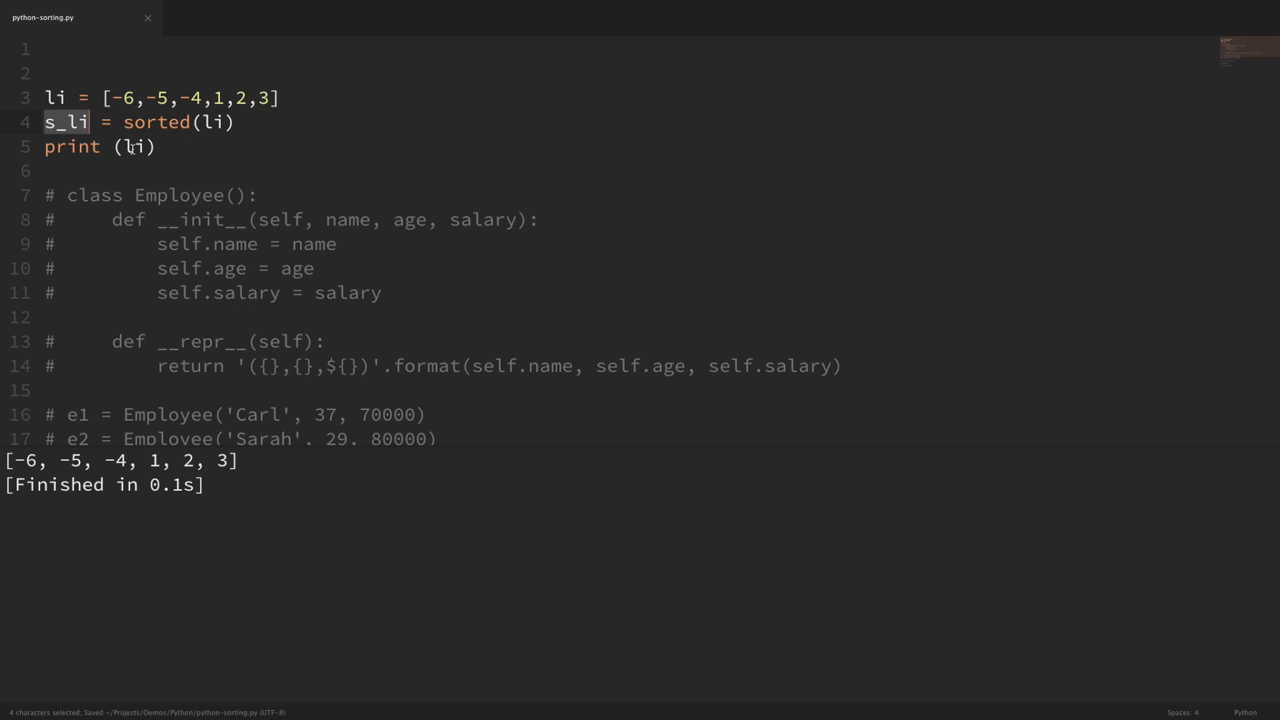 python-sorting.py ×
1
2
3 li = [-6,-5,-4,1,2,3]
4 s_li = sorted(li)
5 print (li)
6
7 # class Employee():
8 #     def __init__(self, name, age, salary):
9 #         self.name = name
10 #         self.age = age
11 #         self.salary = salary
12
13 #     def __repr__(self):
14 #         return '({},{},${})'.format(self.name, self.age, self.salary)
15
16 # e1 = Employee('Carl', 37, 70000)
17 # e2 = Employee('Sarah', 29, 80000)
[-6, -5, -4, 1, 2, 3]
[Finished in 0.1s]
4 characters selected; Saved ~/Projects/Demos/Python/python-sorting.py (UTF-8) Spaces: 4 Python